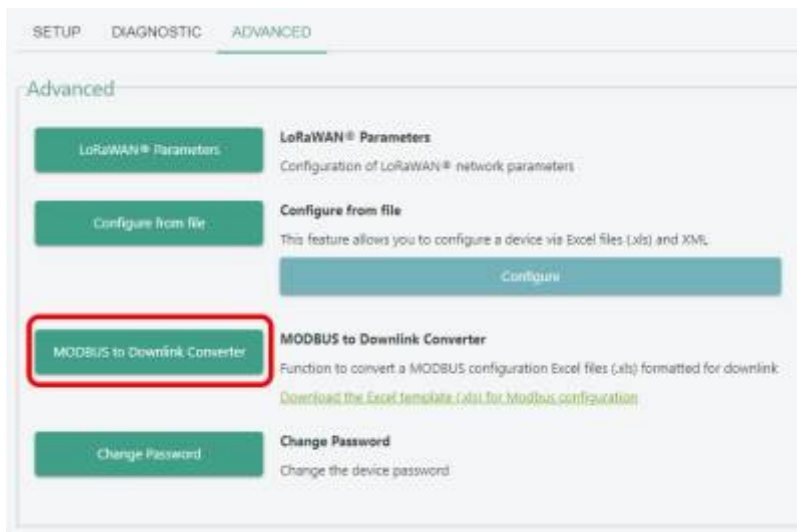 SETUP DIAGNOSTIC ADVANCED
Advanced
LoRaWAN® Parameters
LoRaWAN® Parameters
Configuration of LoRaWAN® network parameters
Configure from file
Configure from file
This feature allows you to configure a device via Excel files (.xls) and XML
Configure
MODBUS to Downlink Converter
MODBUS to Downlink Converter
Function to convert a MODBUS configuration Excel files (.xls) formatted for downlink
Download the Excel template (.xls) for Modbus configuration
Change Password
Change Password
Change the device password